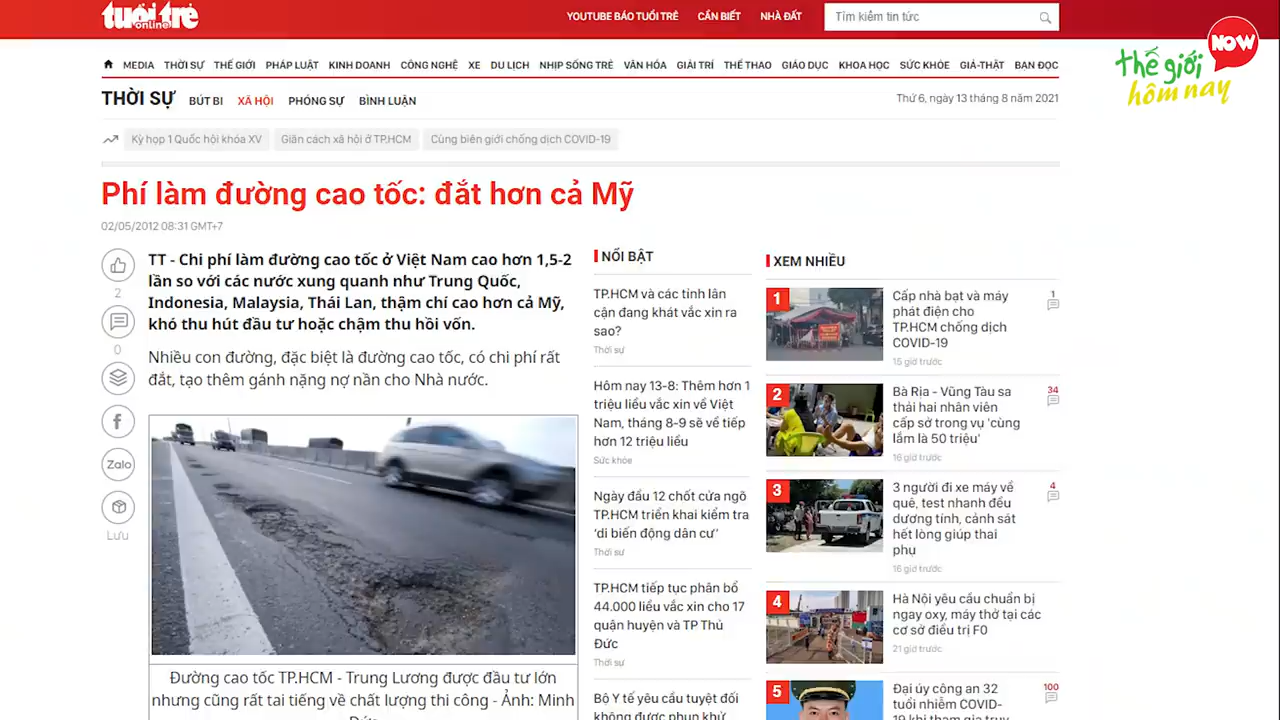 tuổi trẻ
online
YOUTUBE BÁO TUỔI TRẺ
CẦN BIẾT
NHÀ ĐẤT
Tìm kiếm tin tức
thế giới
hôm nay
NOW
MEDIA THỜI SỰ THẾ GIỚI PHÁP LUẬT KINH DOANH CÔNG NGHỆ XE DU LỊCH NHỊP SỐNG TRẺ VĂN HÓA GIẢI TRÍ THỂ THAO GIÁO DỤC KHOA HỌC SỨC KHỎE GIẢ-THẬT BẠN ĐỌC
THỜI SỰ BÚT BI XÃ HỘI PHÓNG SỰ BÌNH LUẬN
Thứ 6, ngày 13 tháng 8 năm 2021
Kỳ họp 1 Quốc hội khóa XV
Giãn cách xã hội ở TP.HCM
Cùng biên giới chống dịch COVID-19
Phí làm đường cao tốc: đắt hơn cả Mỹ
02/05/2012 08:31 GMT+7
2
0
Zalo
Lưu
TT - Chi phí làm đường cao tốc ở Việt Nam cao hơn 1,5-2
lần so với các nước xung quanh như Trung Quốc,
Indonesia, Malaysia, Thái Lan, thậm chí cao hơn cả Mỹ,
khó thu hút đầu tư hoặc chậm thu hồi vốn.
Nhiều con đường, đặc biệt là đường cao tốc, có chi phí rất
đắt, tạo thêm gánh nặng nợ nần cho Nhà nước.
Đường cao tốc TP.HCM - Trung Lương được đầu tư lớn
nhưng cũng rất tai tiếng về chất lượng thi công - Ảnh: Minh
Đức
NỔI BẬT
TP.HCM và các tỉnh lân
cận đang khát vắc xin ra
sao?
Thời sự
Hôm nay 13-8: Thêm hơn 1
triệu liều vắc xin về Việt
Nam, tháng 8-9 sẽ về tiếp
hơn 12 triệu liều
Sức khỏe
Ngày đầu 12 chốt cửa ngõ
TP.HCM triển khai kiểm tra
'di biến động dân cư'
Thời sự
TP.HCM tiếp tục phân bổ
44.000 liều vắc xin cho 17
quận huyện và TP Thủ
Đức
Thời sự
Bộ Y tế yêu cầu tuyệt đối
không được phun khử
XEM NHIỀU
1
Cấp nhà bạt và máy
phát điện cho
TP.HCM chống dịch
COVID-19
15 giờ trước
1
2
Bà Rịa - Vũng Tàu sa
thải hai nhân viên
cấp sở trong vụ 'cùng
lắm là 50 triệu'
16 giờ trước
34
3
3 người đi xe máy về
quê, test nhanh đều
dương tính, cảnh sát
hết lòng giúp thai
phụ
16 giờ trước
4
4
Hà Nội yêu cầu chuẩn bị
ngay oxy, máy thở tại các
cơ sở điều trị F0
21 giờ trước
5
Đại úy công an 32
tuổi nhiễm COVID-
19 khi tham gia truy
100